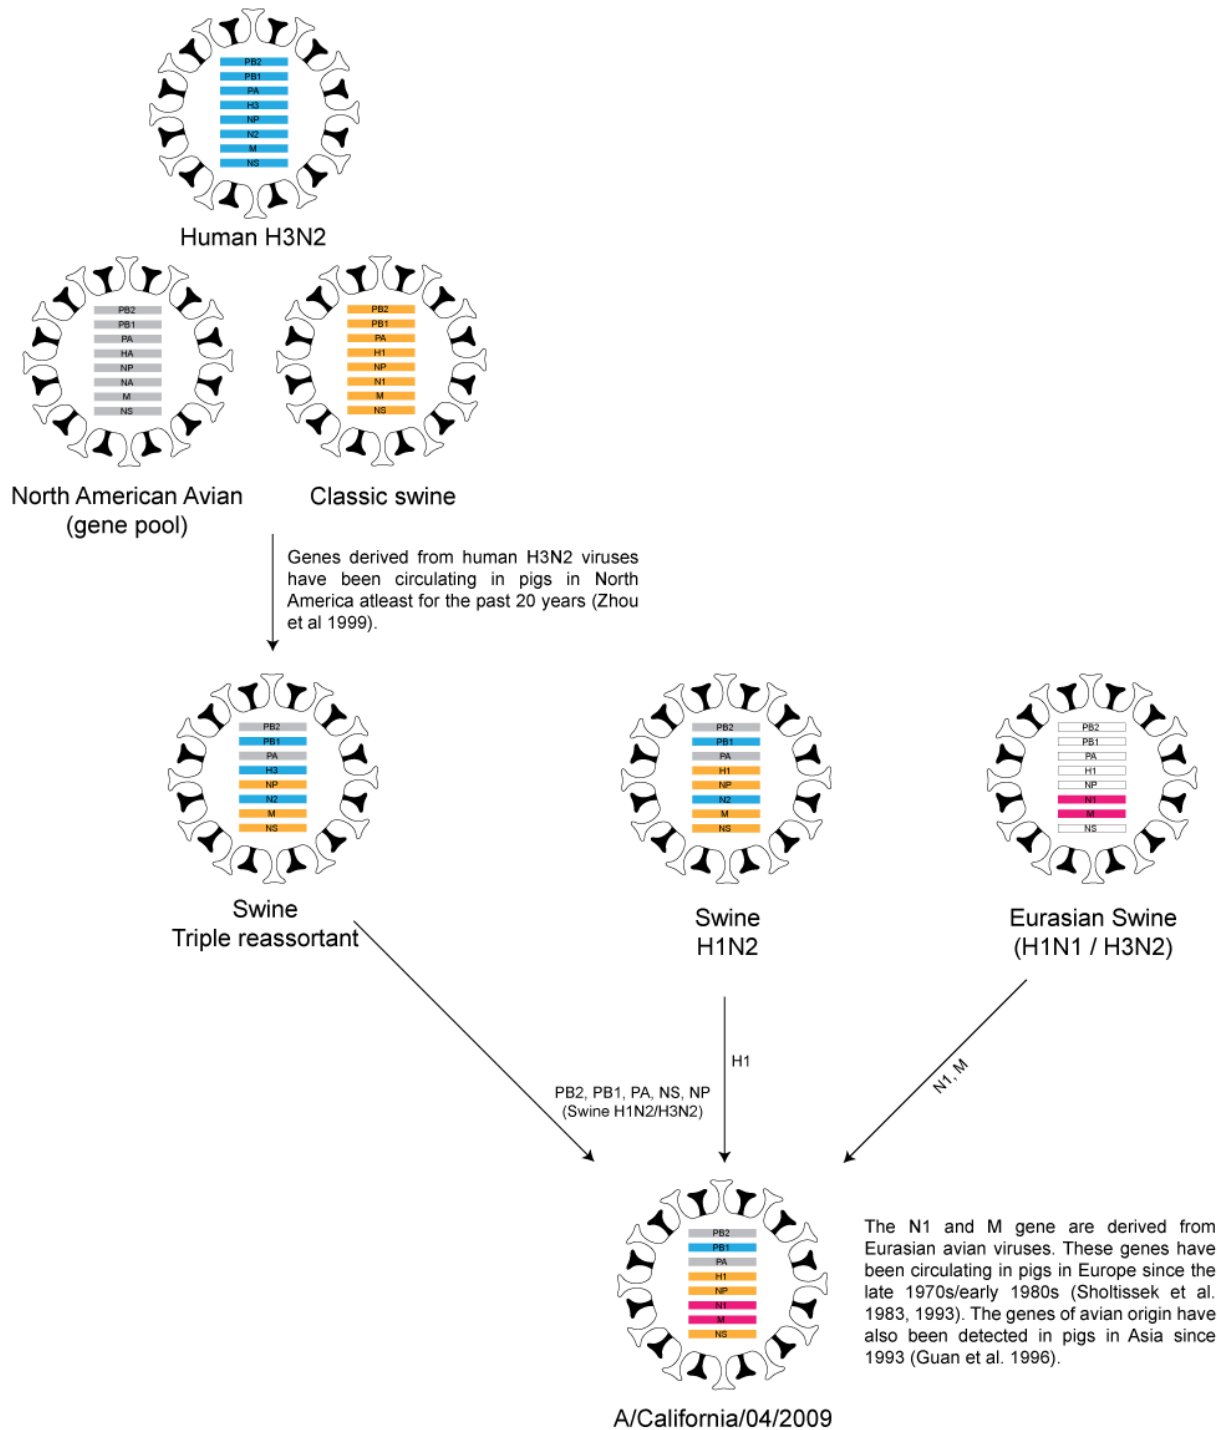 PB2
PB1
PA
H3
NP
N2
M
NS
Human H3N2
PB2
PB1
PA
HA
NP
NA
M
NS
North American Avian
(gene pool)
PB2
PB1
PA
H1
NP
N1
M
NS
Classic swine
Genes derived from human H3N2 viruses
have been circulating in pigs in North
America atleast for the past 20 years (Zhou
et al 1999).
PB2
PB1
PA
H3
NP
N2
M
NS
Swine
Triple reassortant
PB2
PB1
PA
H1
NP
N2
M
NS
Swine
H1N2
PB2
PB1
PA
H1
NP
N1
M
NS
Eurasian Swine
(H1N1 / H3N2)
PB2, PB1, PA, NS, NP
(Swine H1N2/H3N2)
H1
N1, M
PB2
PB1
PA
H1
NP
N1
M
NS
A/California/04/2009
The N1 and M gene are derived from
Eurasian avian viruses. These genes have
been circulating in pigs in Europe since the
late 1970s/early 1980s (Sholtissek et al.
1983, 1993). The genes of avian origin have
also been detected in pigs in Asia since
1993 (Guan et al. 1996).